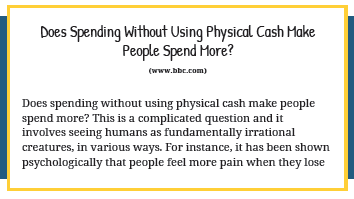 Does Spending Without Using Physical Cash Make
People Spend More?
(www.bbc.com)
Does spending without using physical cash make people
spend more? This is a complicated question and it
involves seeing humans as fundamentally irrational
creatures, in various ways. For instance, it has been shown
psychologically that people feel more pain when they lose